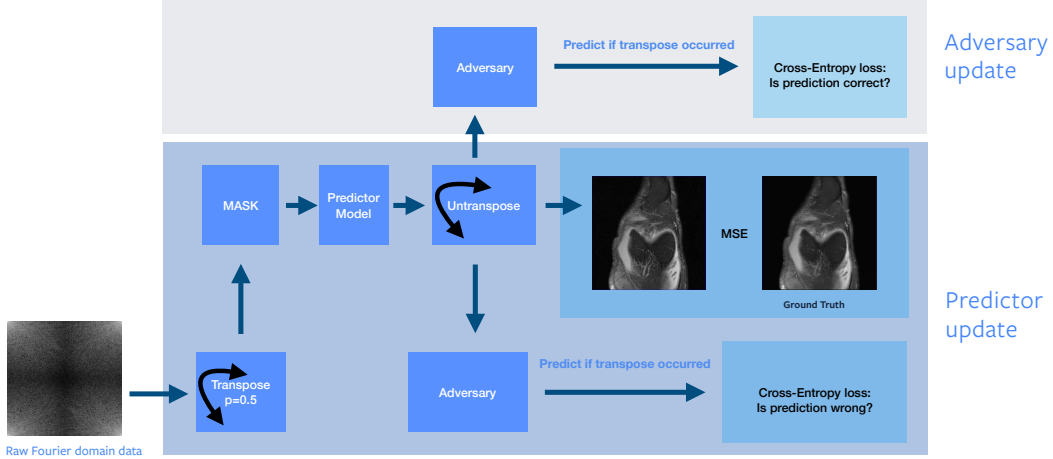 Adversary
Predict if transpose occurred
Cross-Entropy loss:
Is prediction correct?
Adversary
update
MASK
Predictor
Model
Untranspose
MSE
Ground Truth
Predictor
update
Raw Fourier domain data
Transpose
p=0.5
Adversary
Predict if transpose occurred
Cross-Entropy loss:
Is prediction wrong?